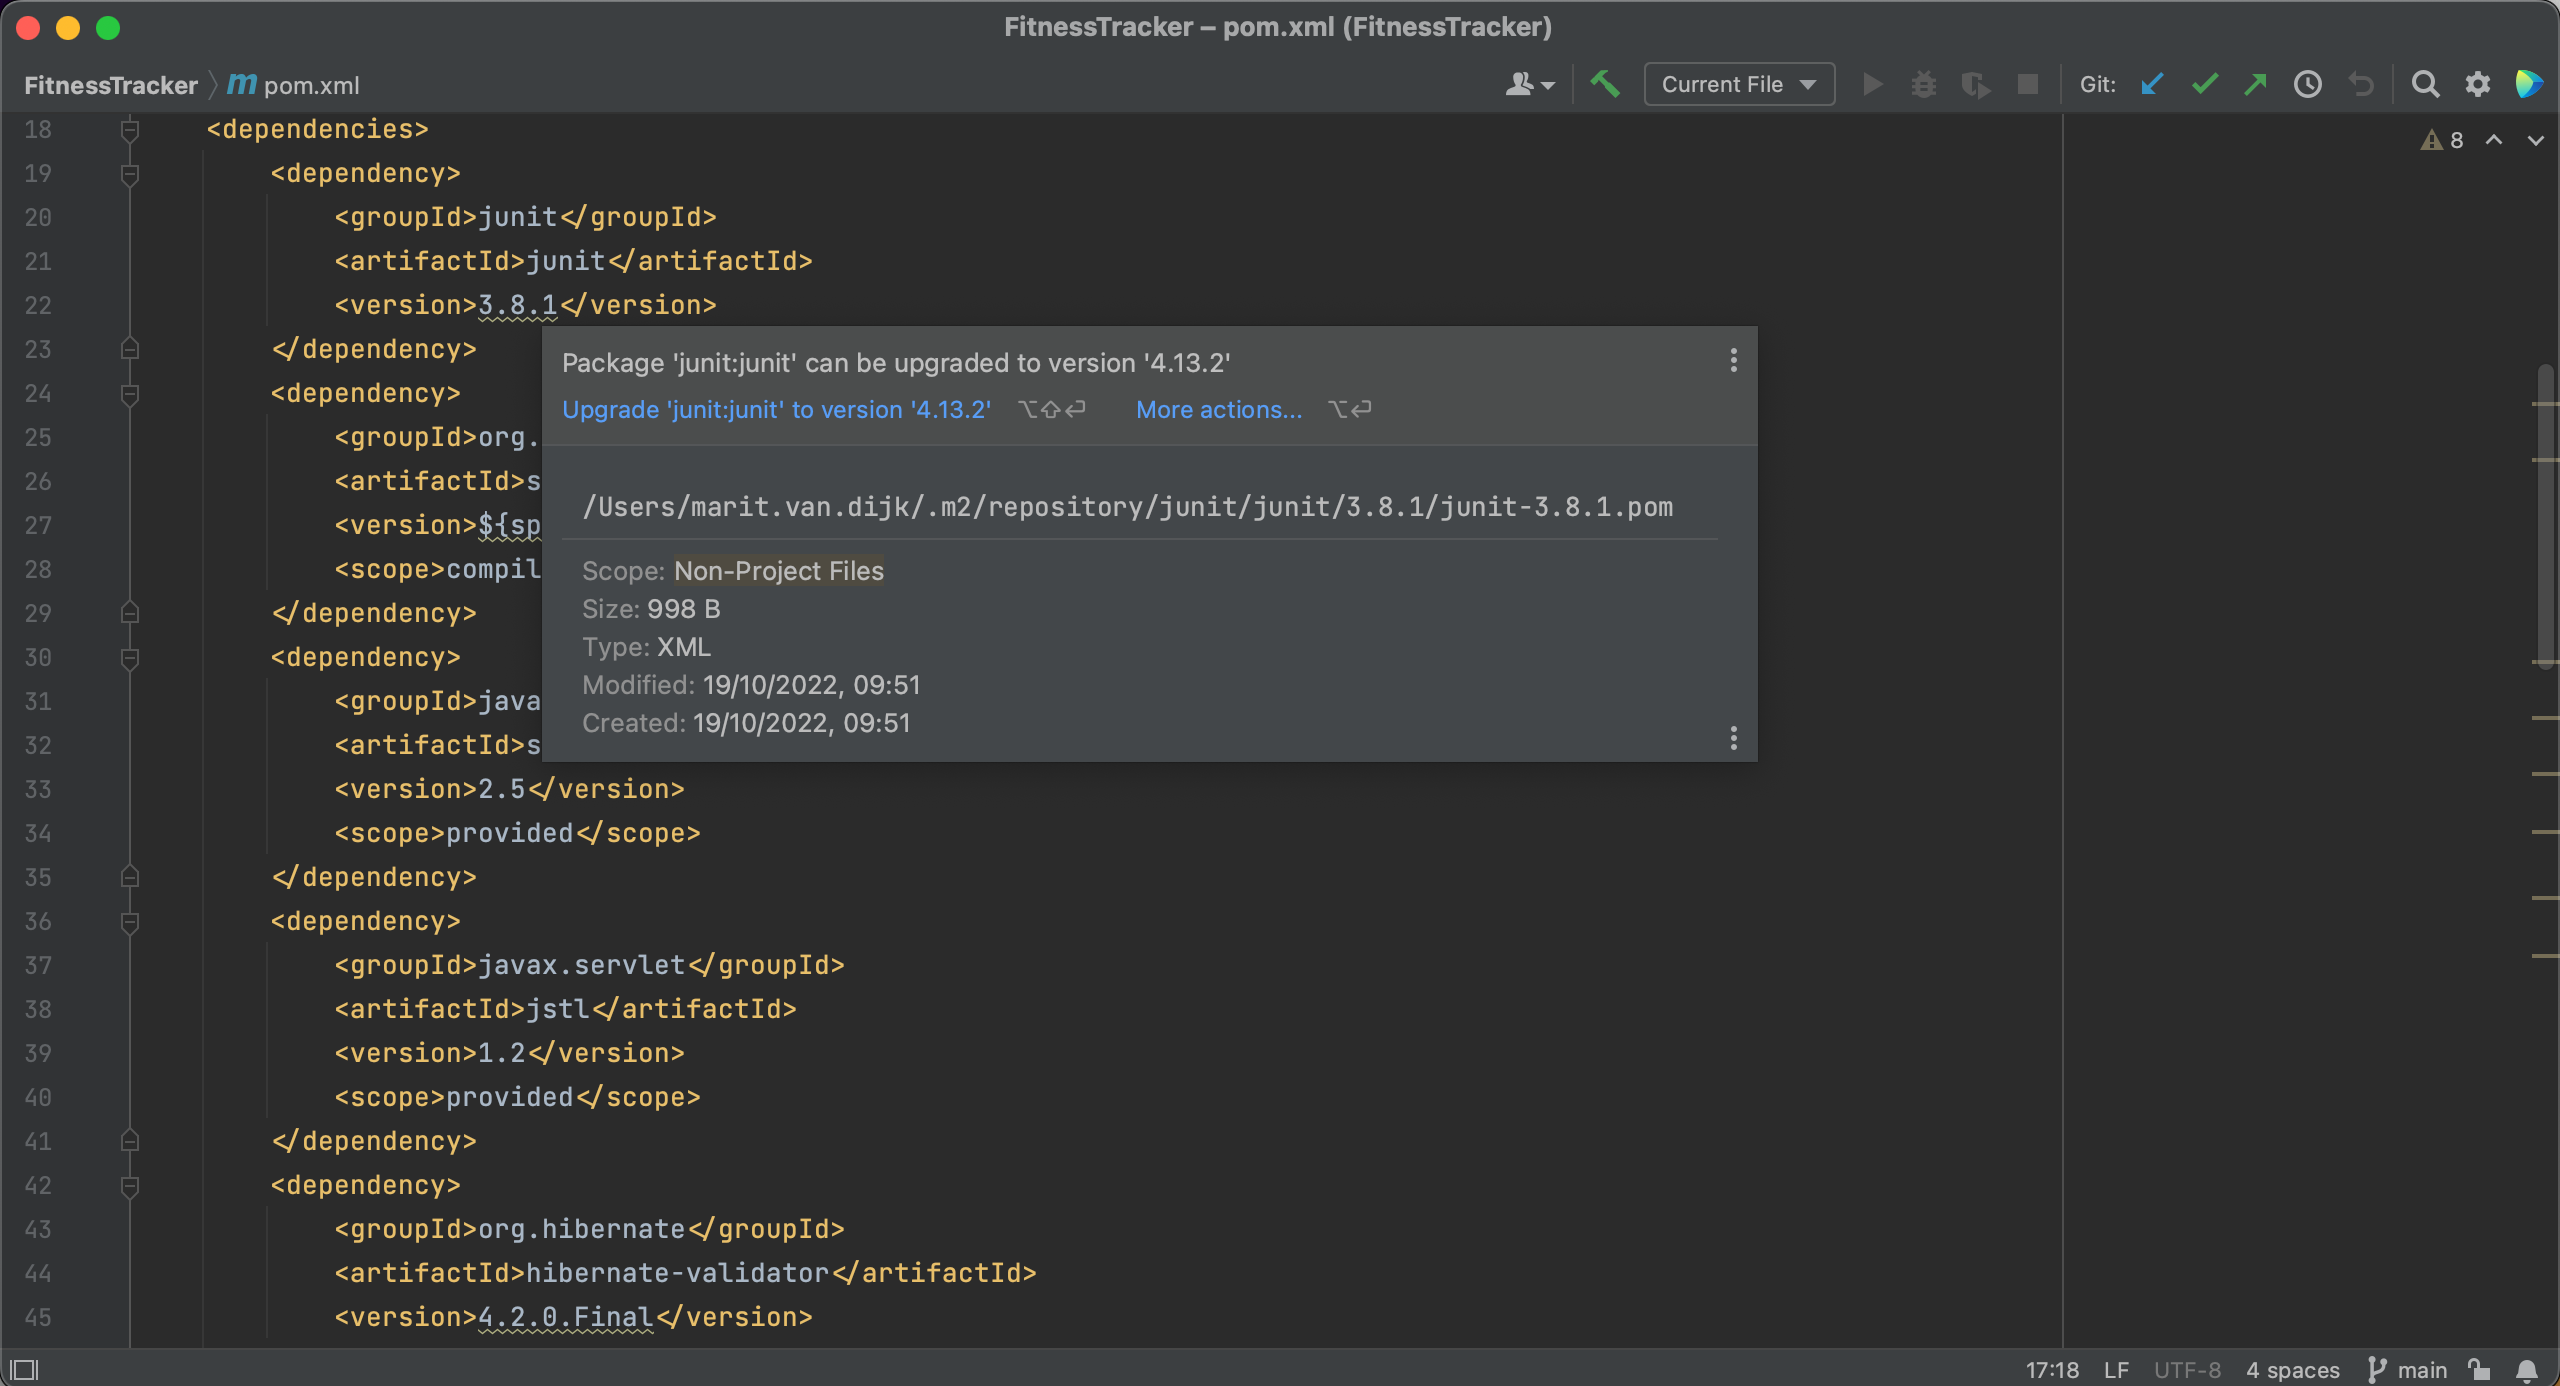 FitnessTracker – pom.xml (FitnessTracker)
FitnessTracker pom.xml
Current File
Git:
8
18 <dependencies>
19 <dependency>
20 <groupId>junit</groupId>
21 <artifactId>junit</artifactId>
22 <version>3.8.1</version>
23 </dependency>
24 <dependency>
25 <groupId>org.
26 <artifactId>s
27 <version>${sp
28 <scope>compil
29 </dependency>
30 <dependency>
31 <groupId>java
32 <artifactId>s
33 <version>2.5</version>
34 <scope>provided</scope>
35 </dependency>
36 <dependency>
37 <groupId>javax.servlet</groupId>
38 <artifactId>jstl</artifactId>
39 <version>1.2</version>
40 <scope>provided</scope>
41 </dependency>
42 <dependency>
43 <groupId>org.hibernate</groupId>
44 <artifactId>hibernate-validator</artifactId>
45 <version>4.2.0.Final</version>
Package 'junit:junit' can be upgraded to version '4.13.2'
Upgrade 'junit:junit' to version '4.13.2' ⌥⇧⏎ More actions... ⌥⏎
/Users/marit.van.dijk/.m2/repository/junit/junit/3.8.1/junit-3.8.1.pom
Scope: Non-Project Files
Size: 998 B
Type: XML
Modified: 19/10/2022, 09:51
Created: 19/10/2022, 09:51
17:18 LF UTF-8 4 spaces main